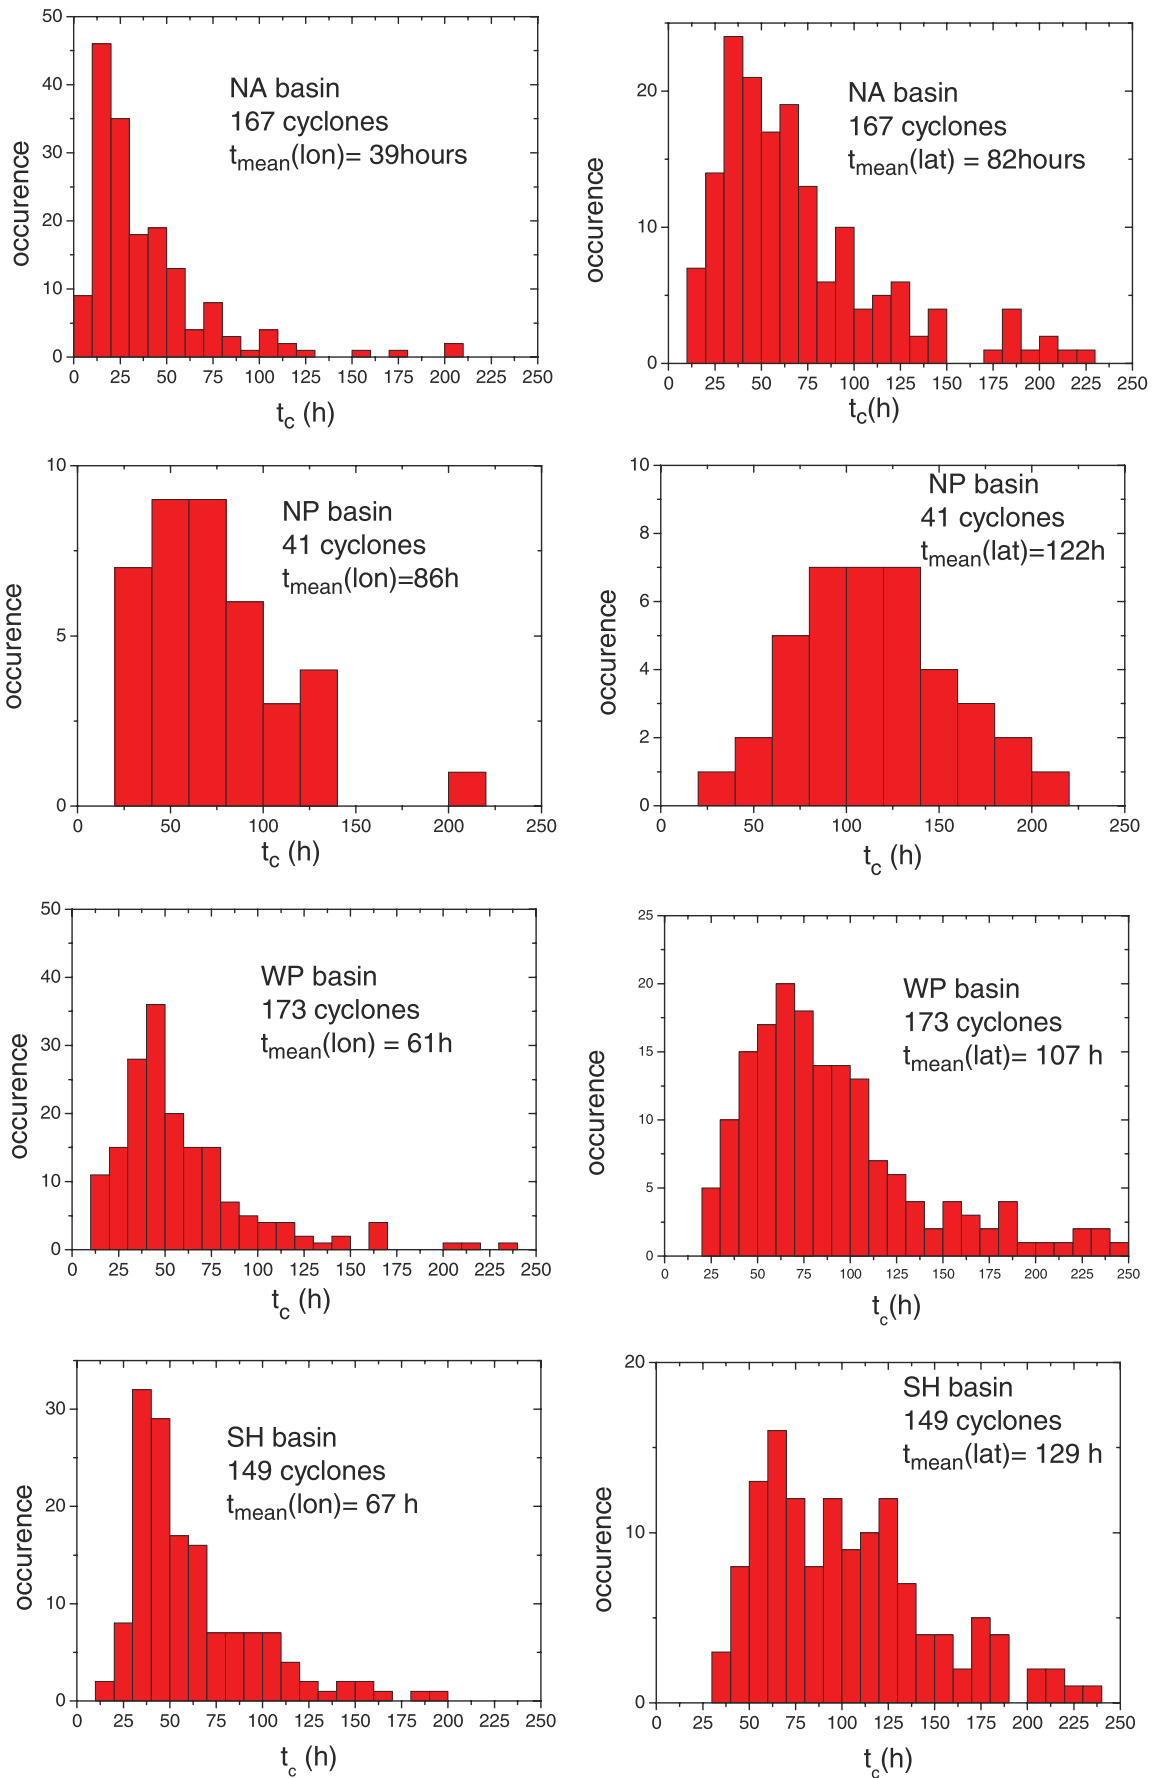 50
40
30
20
10
0
occurence
NA basin
167 cyclones
tmean(lon)= 39hours
0 25 50 75 100 125 150 175 200 225 250
tc (h)
20
10
0
occurence
NA basin
167 cyclones
tmean(lat) = 82hours
0 25 50 75 100 125 150 175 200 225 250
tc(h)
10
5
0
occurence
NP basin
41 cyclones
tmean(lon)=86h
0 50 100 150 200 250
tc (h)
10
8
6
4
2
0
occurence
NP basin
41 cyclones
tmean(lat)=122h
0 50 100 150 200 250
tc (h)
50
40
30
20
10
0
occurence
WP basin
173 cyclones
tmean(lon) = 61h
0 25 50 75 100 125 150 175 200 225 250
tc (h)
25
20
15
10
5
0
occurence
WP basin
173 cyclones
tmean(lat)= 107 h
0 25 50 75 100 125 150 175 200 225 250
tc(h)
30
20
10
0
occurence
SH basin
149 cyclones
tmean(lon)= 67 h
0 25 50 75 100 125 150 175 200 225 250
tc (h)
20
10
0
occurence
SH basin
149 cyclones
tmean(lat)= 129 h
0 25 50 75 100 125 150 175 200 225 250
tc(h)